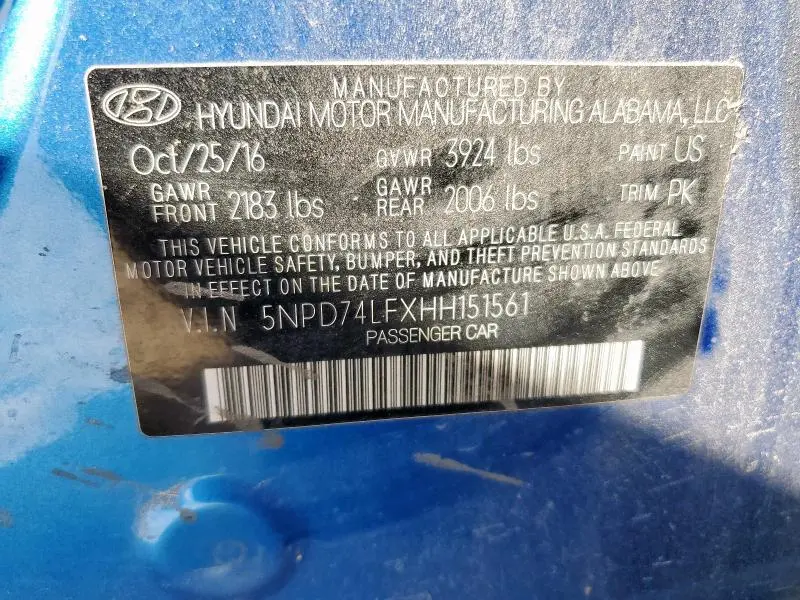 MANUFACTURED BY
HYUNDAI MOTOR MANUFACTURING ALABAMA, LLC
Oct/25/16 GVWR 3924 lbs PAINT US
GAWR FRONT 2183 lbs GAWR REAR 2006 lbs TRIM PK
THIS VEHICLE CONFORMS TO ALL APPLICABLE U.S.A. FEDERAL
MOTOR VEHICLE SAFETY, BUMPER, AND THEFT PREVENTION STANDARDS
IN EFFECT ON THE DATE OF MANUFACTURE SHOWN ABOVE
V.I.N 5NPD74LFXHH151561
PASSENGER CAR